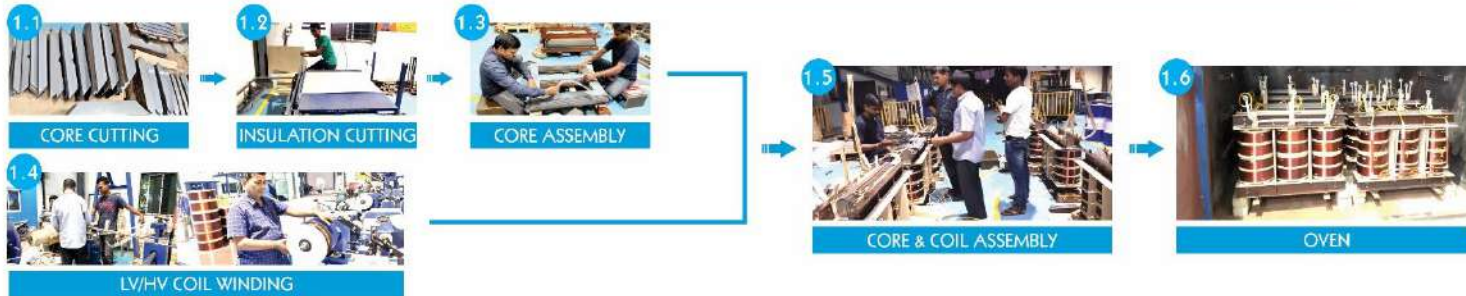 1.1
CORE CUTTING
1.2
INSULATION CUTTING
1.3
CORE ASSEMBLY
1.4
LV/HV COIL WINDING
1.5
CORE & COIL ASSEMBLY
1.6
OVEN